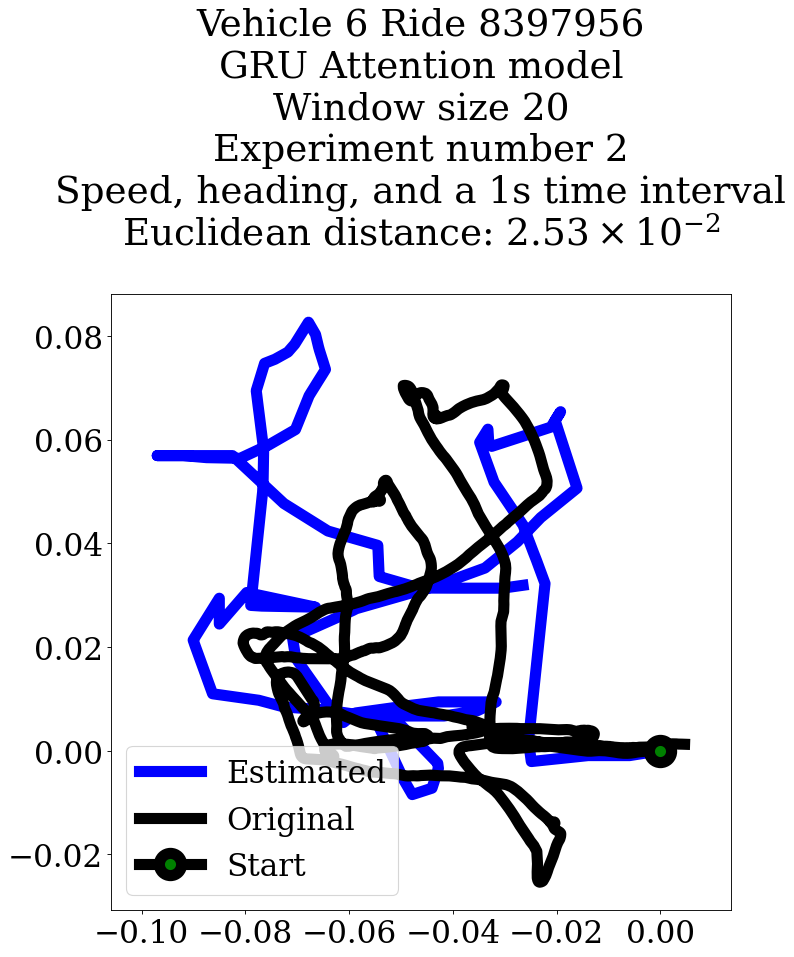 Vehicle 6 Ride 8397956
GRU Attention model
Window size 20
Experiment number 2
Speed, heading, and a 1s time interval
Euclidean distance: 2.53 × 10⁻²
0.08
0.06
0.04
0.02
0.00
−0.02
Estimated
Original
Start
−0.10 −0.08 −0.06 −0.04 −0.02 0.00